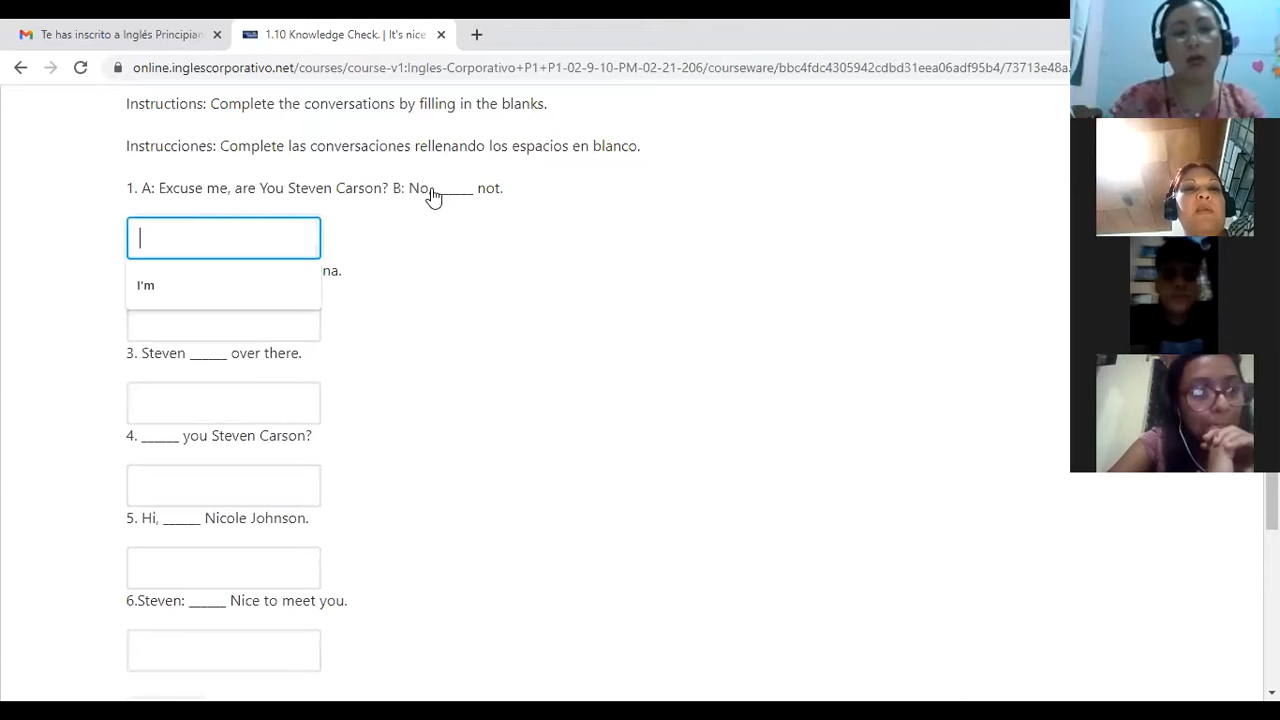 Te has inscrito a Inglés Principian
1.10 Knowledge Check. | It's nice
online.inglescorporativo.net/courses/course-v1:Ingles-Corporativo+P1+P1-02-9-10-PM-02-21-206/courseware/bbc4fdc4305942cdbd31eea06adf95b4/73713e48a
Instructions: Complete the conversations by filling in the blanks.
Instrucciones: Complete las conversaciones rellenando los espacios en blanco.
1. A: Excuse me, are You Steven Carson? B: No, _____ not.
na.
I'm
3. Steven _____ over there.
4. _____ you Steven Carson?
5. Hi, _____ Nicole Johnson.
6.Steven: _____ Nice to meet you.